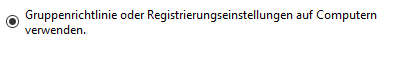 Gruppenrichtlinie oder Registrierungseinstellungen auf Computern
verwenden.